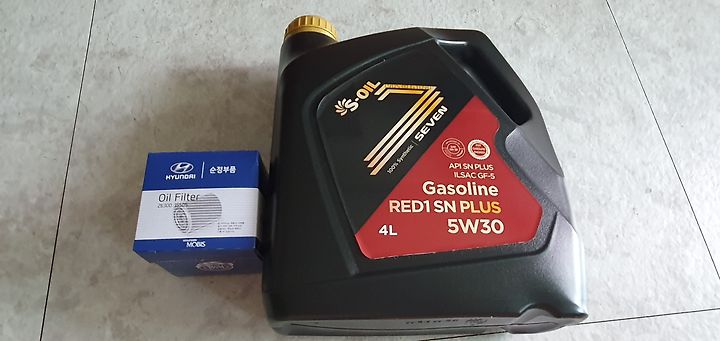 HYUNDAI
순정부품
Oil Filter
MOBIS
S-OIL
7
SEVEN
100% Synthetic
API SN PLUS
ILSAC GF-5
Gasoline
RED1 SN PLUS
4L
5W30